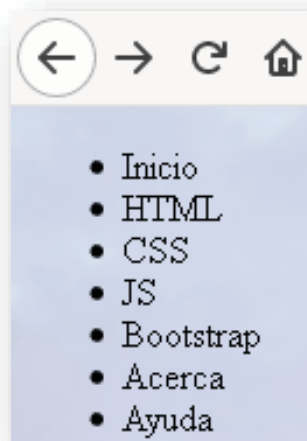 Inicio
HTML
CSS
JS
Bootstrap
Acerca
Ayuda